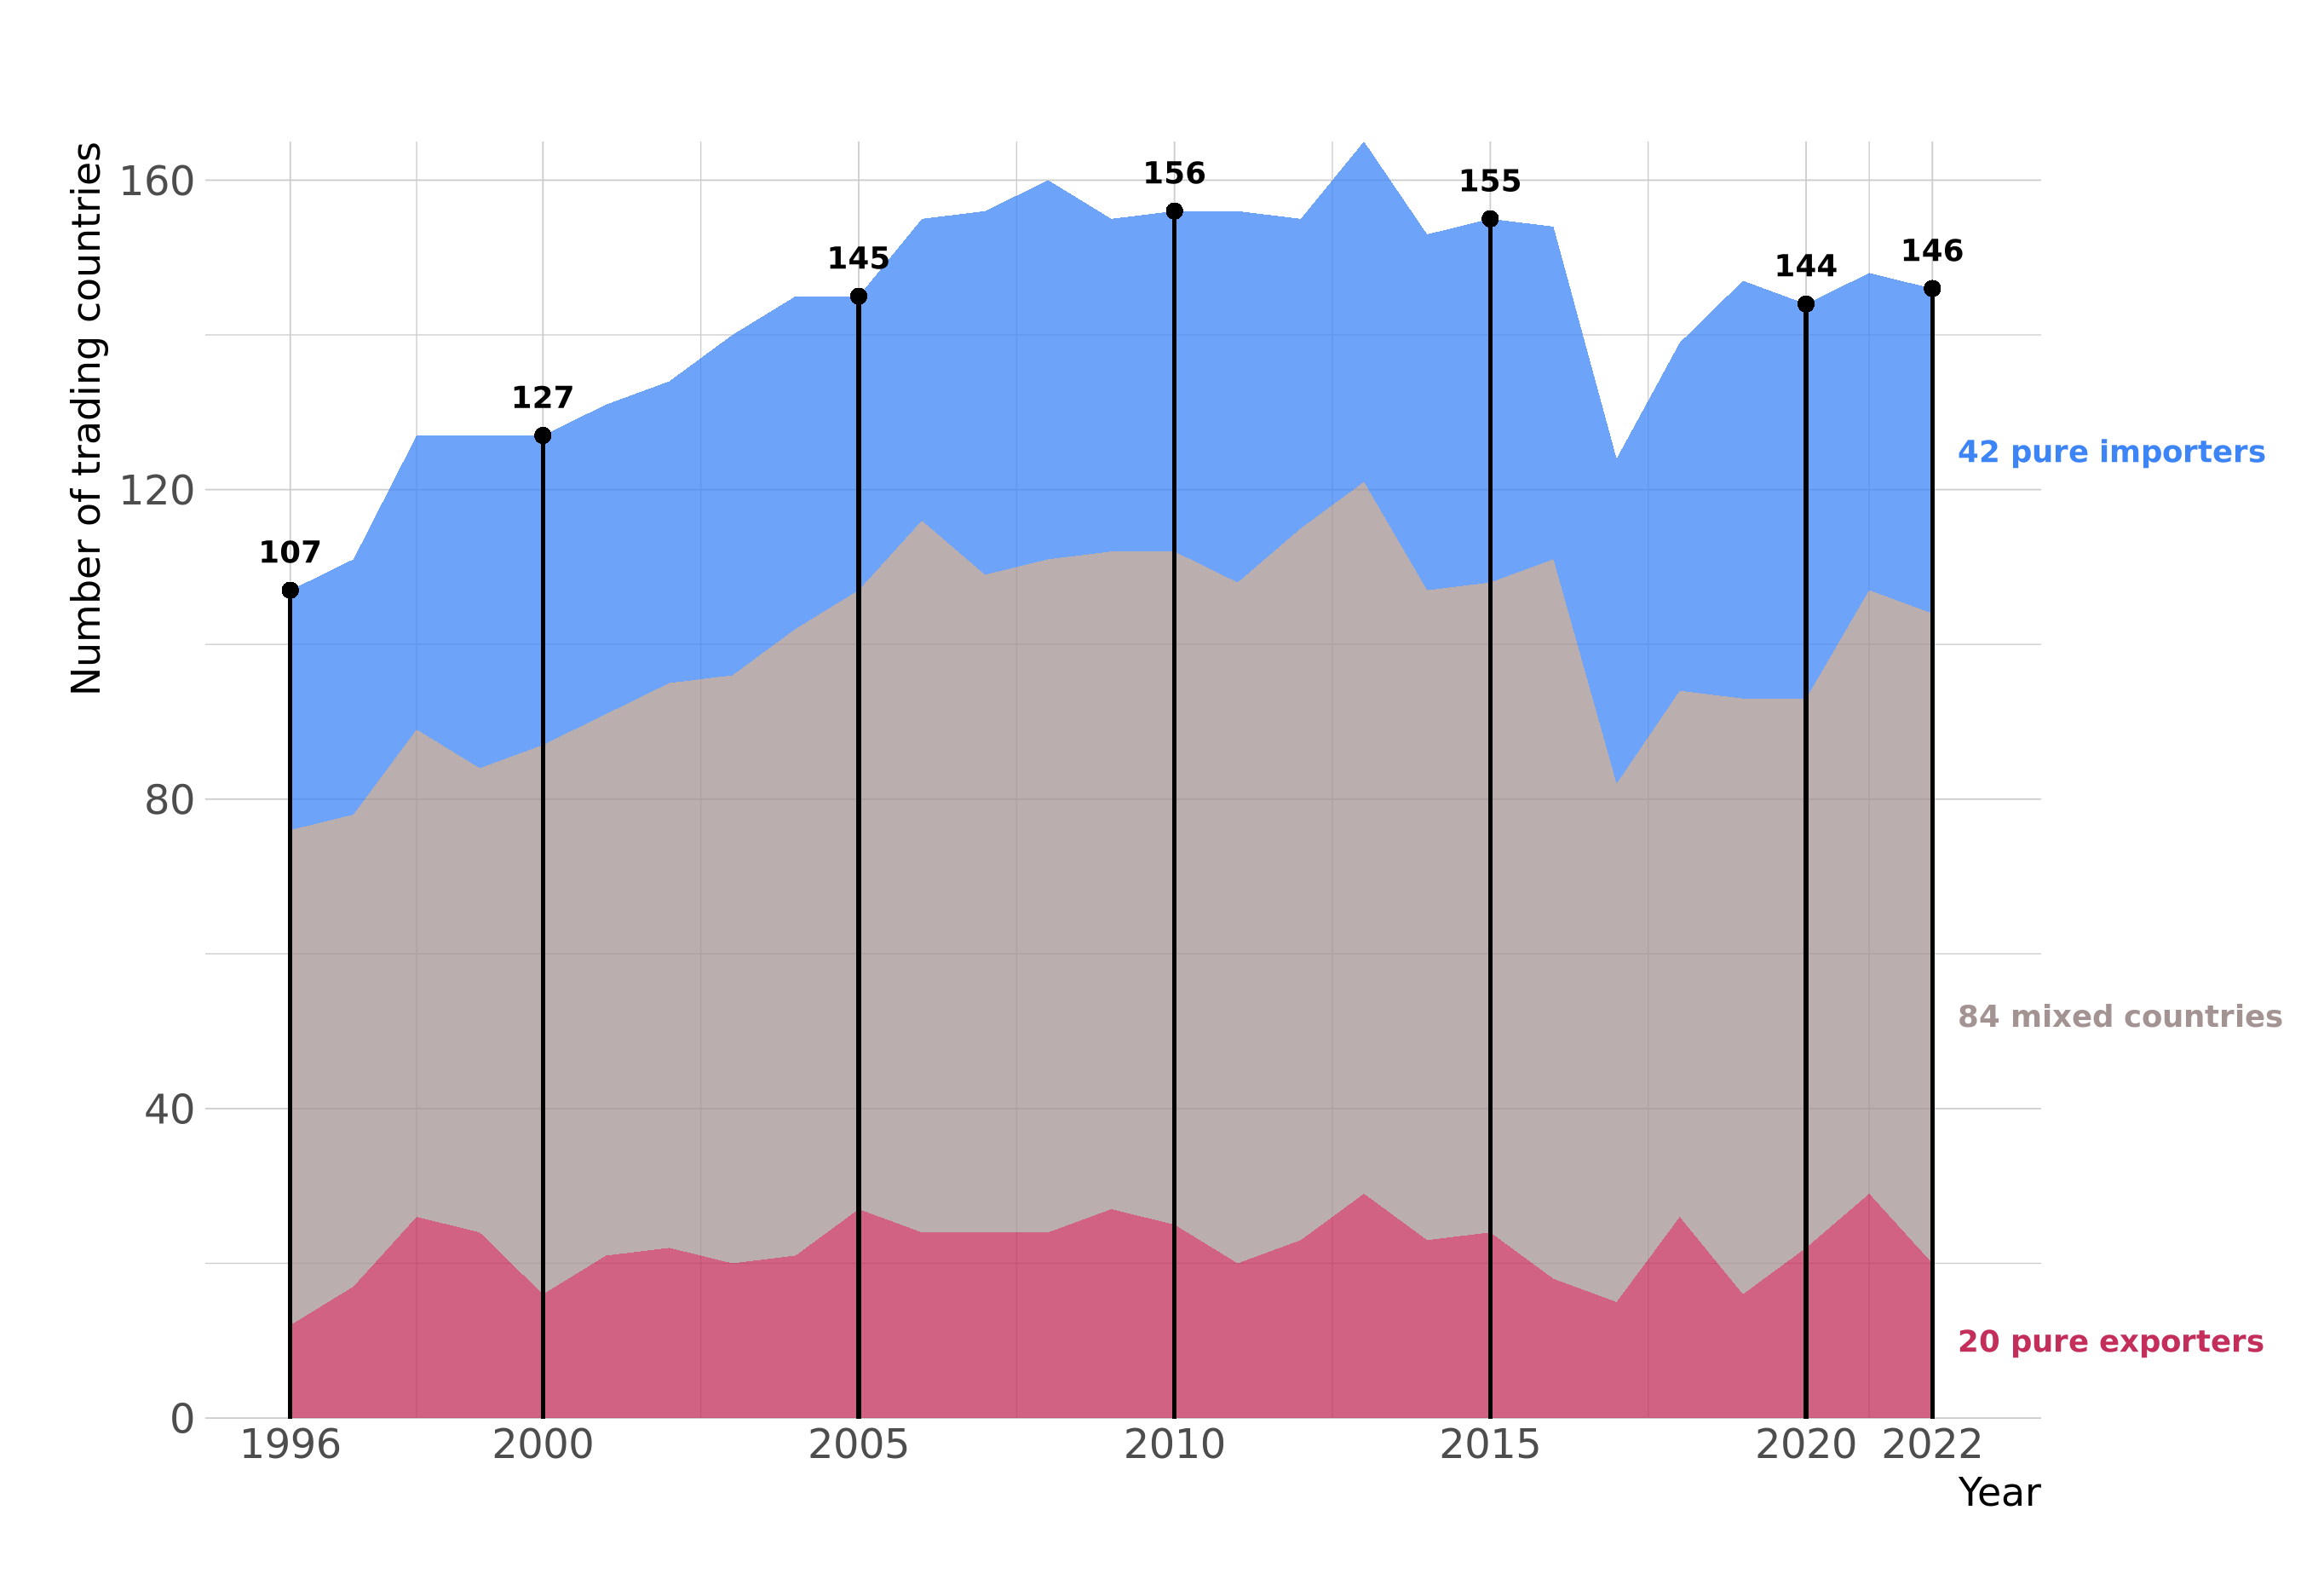 Number of trading countries
160
120
80
40
0
107
127
145
156
155
144
146
42 pure importers
84 mixed countries
20 pure exporters
1996 2000 2005 2010 2015 2020 2022
Year